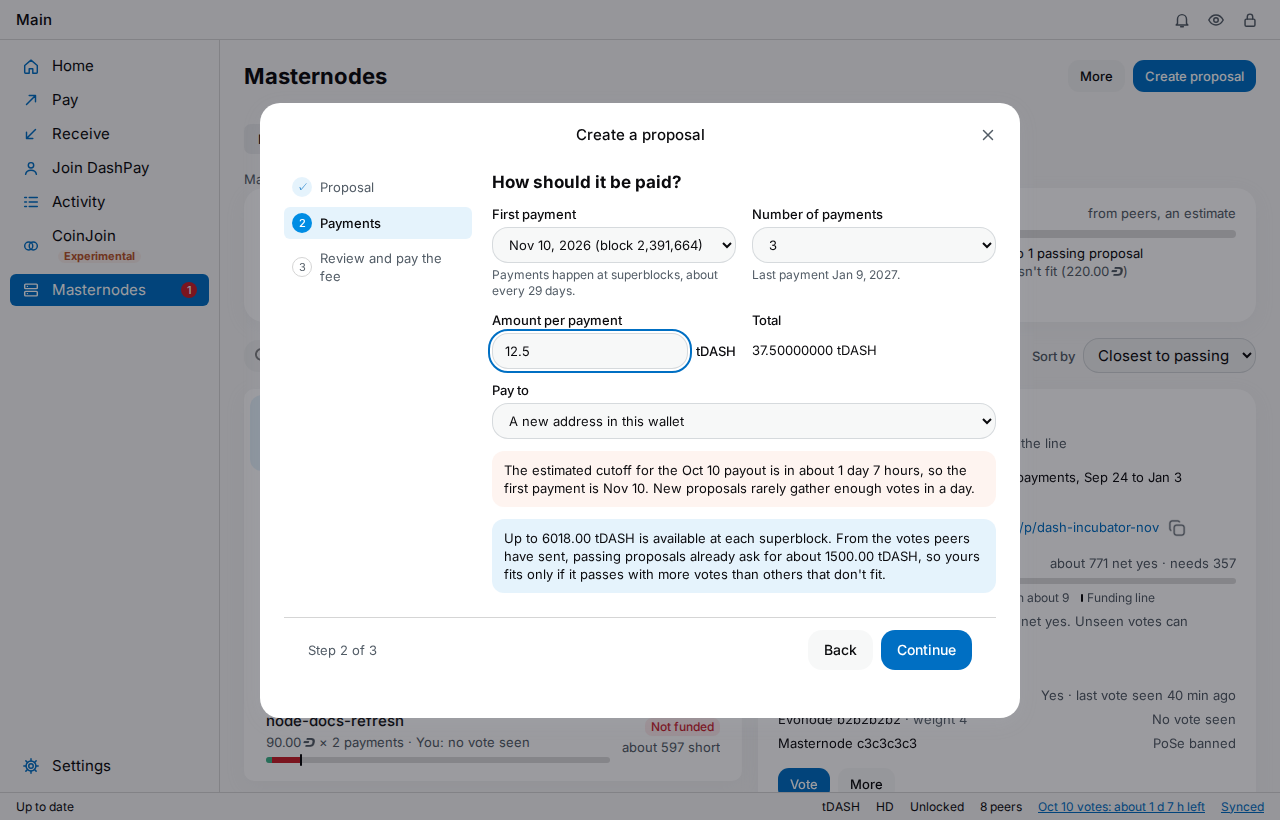 Main
Home
Pay
Receive
Join DashPay
Activity
CoinJoin
Experimental
Masternodes
1
Settings
Masternodes
More
Create proposal
from peers, an estimate
1 passing proposal
(220.00
Sort by
Closest to passing
the line
payments, Sep 24 to Jan 3
/p/dash-incubator-nov
about 771 net yes · needs 357
about 9
Funding line
net yes. Unseen votes can
Yes · last vote seen 40 min ago
Evonode b2b2b2b2 · weight 4
No vote seen
Masternode c3c3c3c3
PoSe banned
Vote
More
node-docs-refresh
Not funded
90.00 × 2 payments · You: no vote seen
about 597 short
Create a proposal
✓ Proposal
2 Payments
3 Review and pay the
fee
How should it be paid?
First payment
Number of payments
Nov 10, 2026 (block 2,391,664)
3
Payments happen at superblocks, about
every 29 days.
Last payment Jan 9, 2027.
Amount per payment
Total
12.5
tDASH
37.50000000 tDASH
Pay to
A new address in this wallet
The estimated cutoff for the Oct 10 payout is in about 1 day 7 hours, so the
first payment is Nov 10. New proposals rarely gather enough votes in a day.
Up to 6018.00 tDASH is available at each superblock. From the votes peers
have sent, passing proposals already ask for about 1500.00 tDASH, so yours
fits only if it passes with more votes than others that don't fit.
Step 2 of 3
Back
Continue
Up to date
tDASH
HD
Unlocked
8 peers
Oct 10 votes: about 1 d 7 h left
Synced